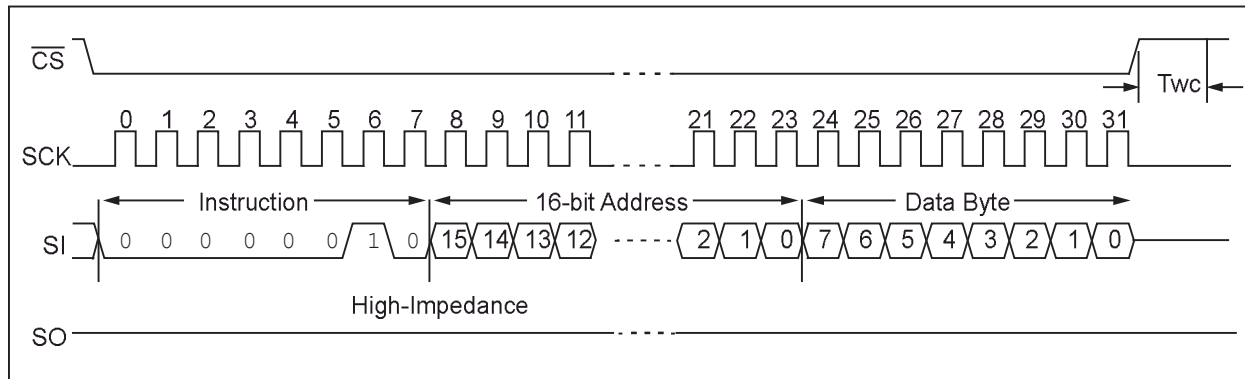 CS
Twc
0 1 2 3 4 5 6 7 8 9 10 11 21 22 23 24 25 26 27 28 29 30 31
SCK
Instruction 16-bit Address Data Byte
SI 0 0 0 0 0 0 1 0 15 14 13 12 2 1 0 7 6 5 4 3 2 1 0
High-Impedance
SO